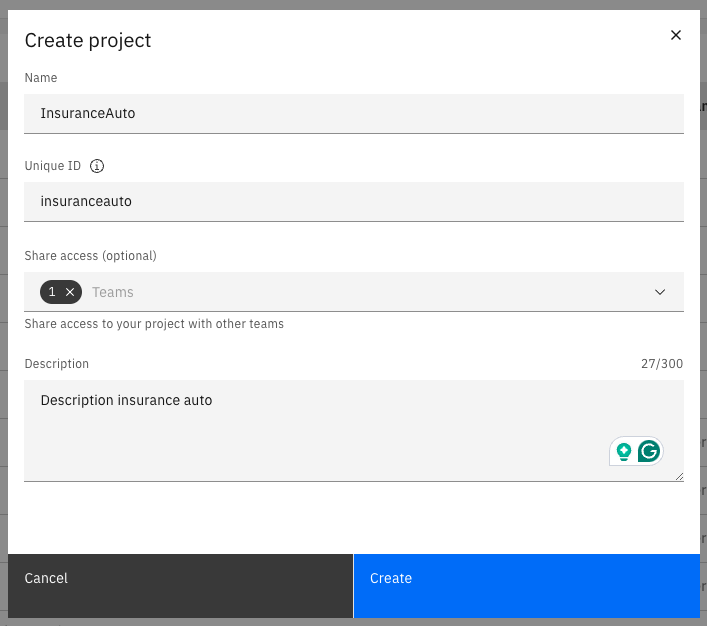 Create project
Name
InsuranceAuto
Unique ID
insuranceauto
Share access (optional)
1 Teams
Share access to your project with other teams
Description 27/300
Description insurance auto
Cancel Create